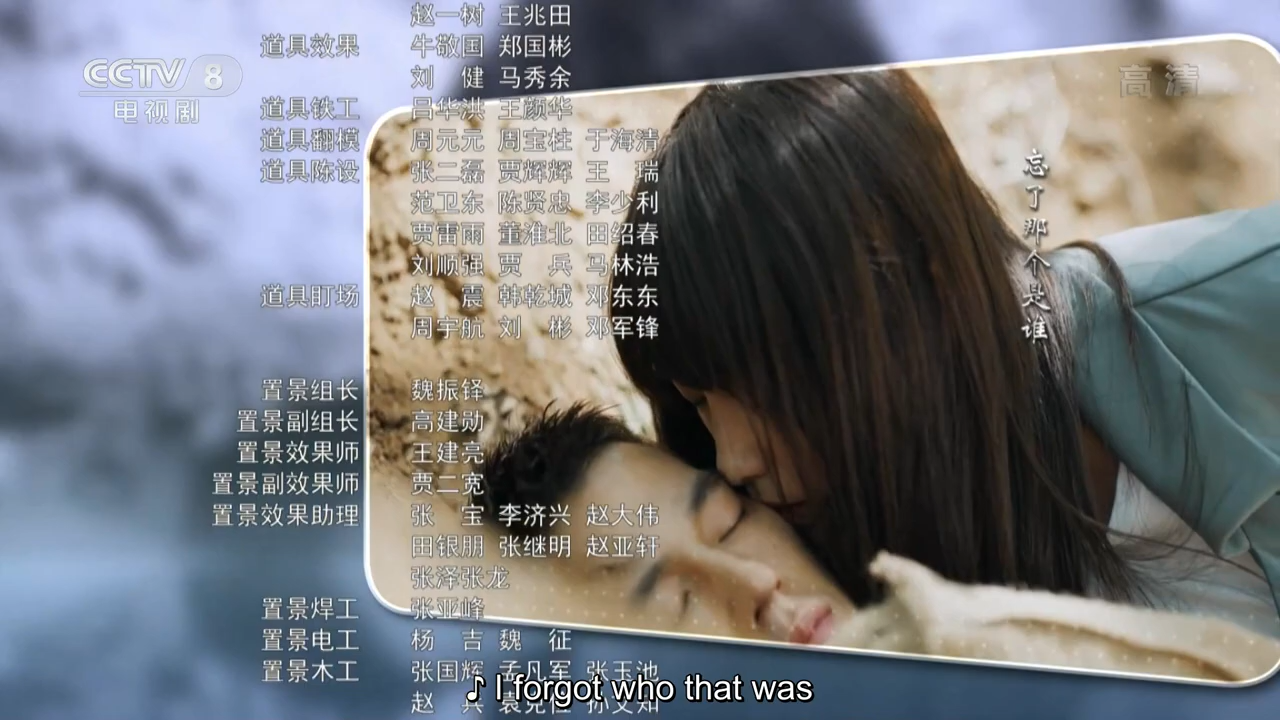 赵一树 王兆田
道具效果 牛敬国 郑国彬
刘 健 马秀余
道具铁工 吕华洪 王颜华
道具翻模 周元元 周宝柱 于海清
道具陈设 张二磊 贾辉辉 王 瑞
范卫东 陈贤忠 李少利
贾雷雨 董淮北 田绍春
刘顺强 贾 兵 马林浩
道具盯场 赵 震 韩乾城 邓东东
周宇航 刘 彬 邓军锋
置景组长 魏振铎
置景副组长 高建勋
置景效果师 王建亮
置景副效果师 贾二宽
置景效果助理 张 宝 李济兴 赵大伟
田银朋 张继明 赵亚轩
张泽张龙
置景焊工 张亚峰
置景电工 杨 吉 魏 征
置景木工 张国辉 孟凡军 张玉池
赵 兵
CCTV 8
电视剧
高清
忘了那个是谁
♪ I forgot who that was